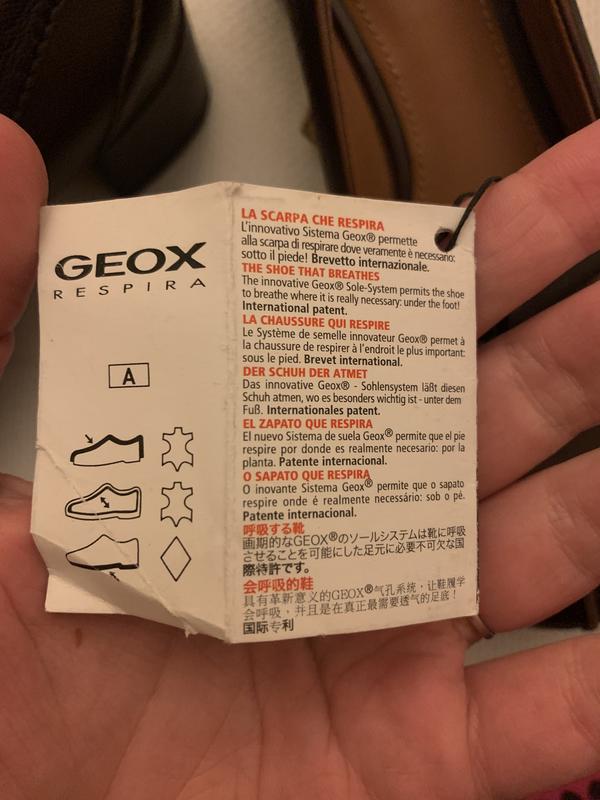 GEOX
RESPIRA
A
LA SCARPA CHE RESPIRA
L'innovativo Sistema Geox® permette
alla scarpa di respirare dove veramente è necessario:
sotto il piede! Brevetto internazionale.
THE SHOE THAT BREATHES
The innovative Geox® Sole-System permits the shoe
to breathe where it is really necessary: under the foot!
International patent.
LA CHAUSSURE QUI RESPIRE
Le Système de semelle innovateur Geox® permet à
la chaussure de respirer à l'endroit le plus important:
sous le pied. Brevet international.
DER SCHUH DER ATMET
Das innovative Geox® - Sohlensystem läßt diesen
Schuh atmen, wo es besonders wichtig ist - unter dem
Fuß. Internationales patent.
EL ZAPATO QUE RESPIRA
El nuevo Sistema de suela Geox® permite que el pie
respire por donde es realmente necesario: por la
planta. Patente internacional.
O SAPATO QUE RESPIRA
O inovante Sistema Geox® permite que o sapato
respire onde é realmente necessário: sob o pé.
Patente internacional.
呼吸する靴
画期的なGEOX®のソールシステムは靴に呼吸
させることを可能にした足元に必要不可欠な国
際特許です。
会呼吸的鞋
具有革新意义的GEOX®气孔系统，让鞋履学
会呼吸，并且是在真正最需要透气的足底！
国际专利